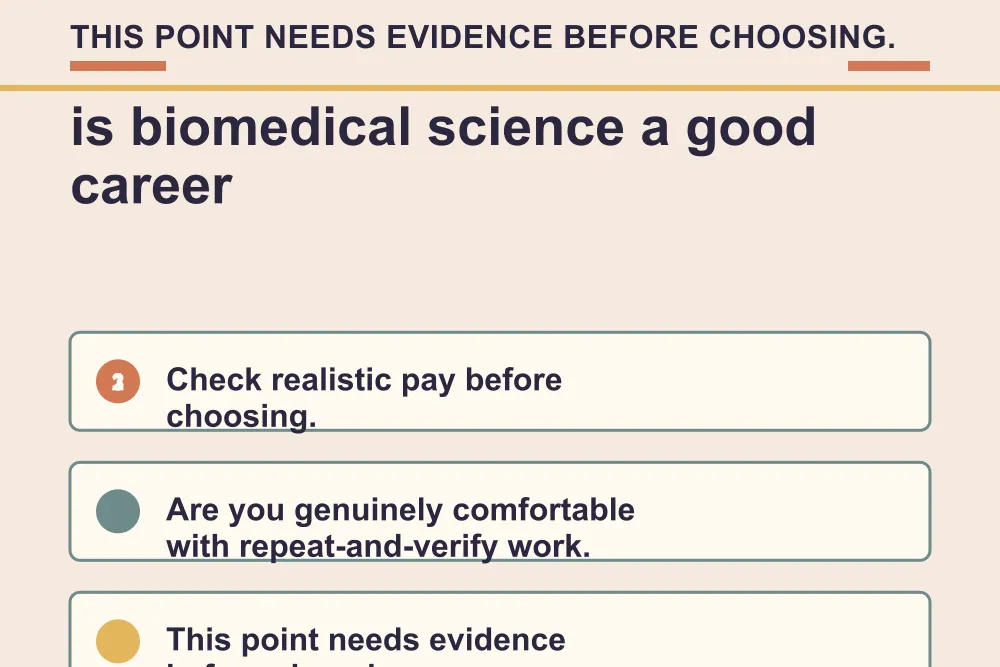 THIS POINT NEEDS EVIDENCE BEFORE CHOOSING.
is biomedical science a good
career
Check realistic pay before
choosing.
Are you genuinely comfortable
with repeat-and-verify work.
This point needs evidence